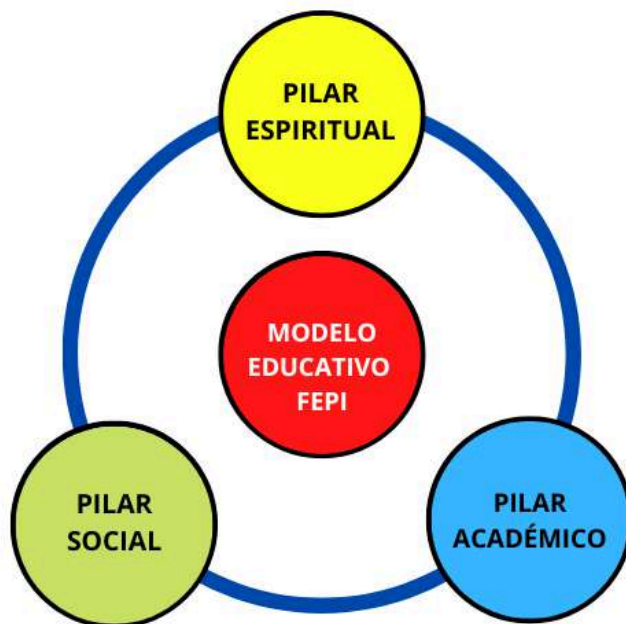 PILAR
ESPIRITUAL
MODELO
EDUCATIVO
FEPI
PILAR
SOCIAL
PILAR
ACADÉMICO